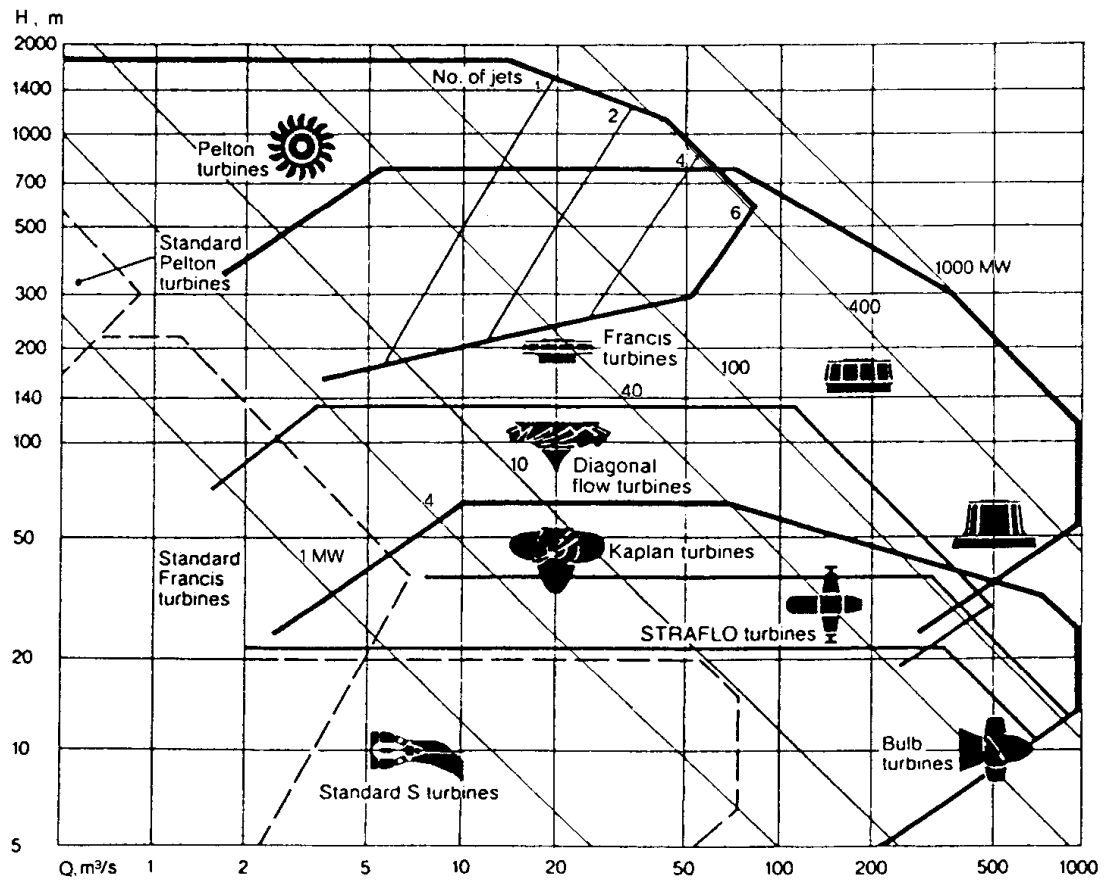 H, m
2000
1400
1000
700
500
300
200
140
100
50
20
10
5
No. of jets
1
2
4
6
Pelton
turbines
Standard
Pelton
turbines
1000 MW
400
Francis
turbines
100
40
10
Diagonal
flow turbines
4
Kaplan turbines
1 MW
Standard
Francis
turbines
STRAFLO turbines
Bulb
turbines
Standard S turbines
Q, m³/s
1
2
5
10
20
50
100
200
500
1000